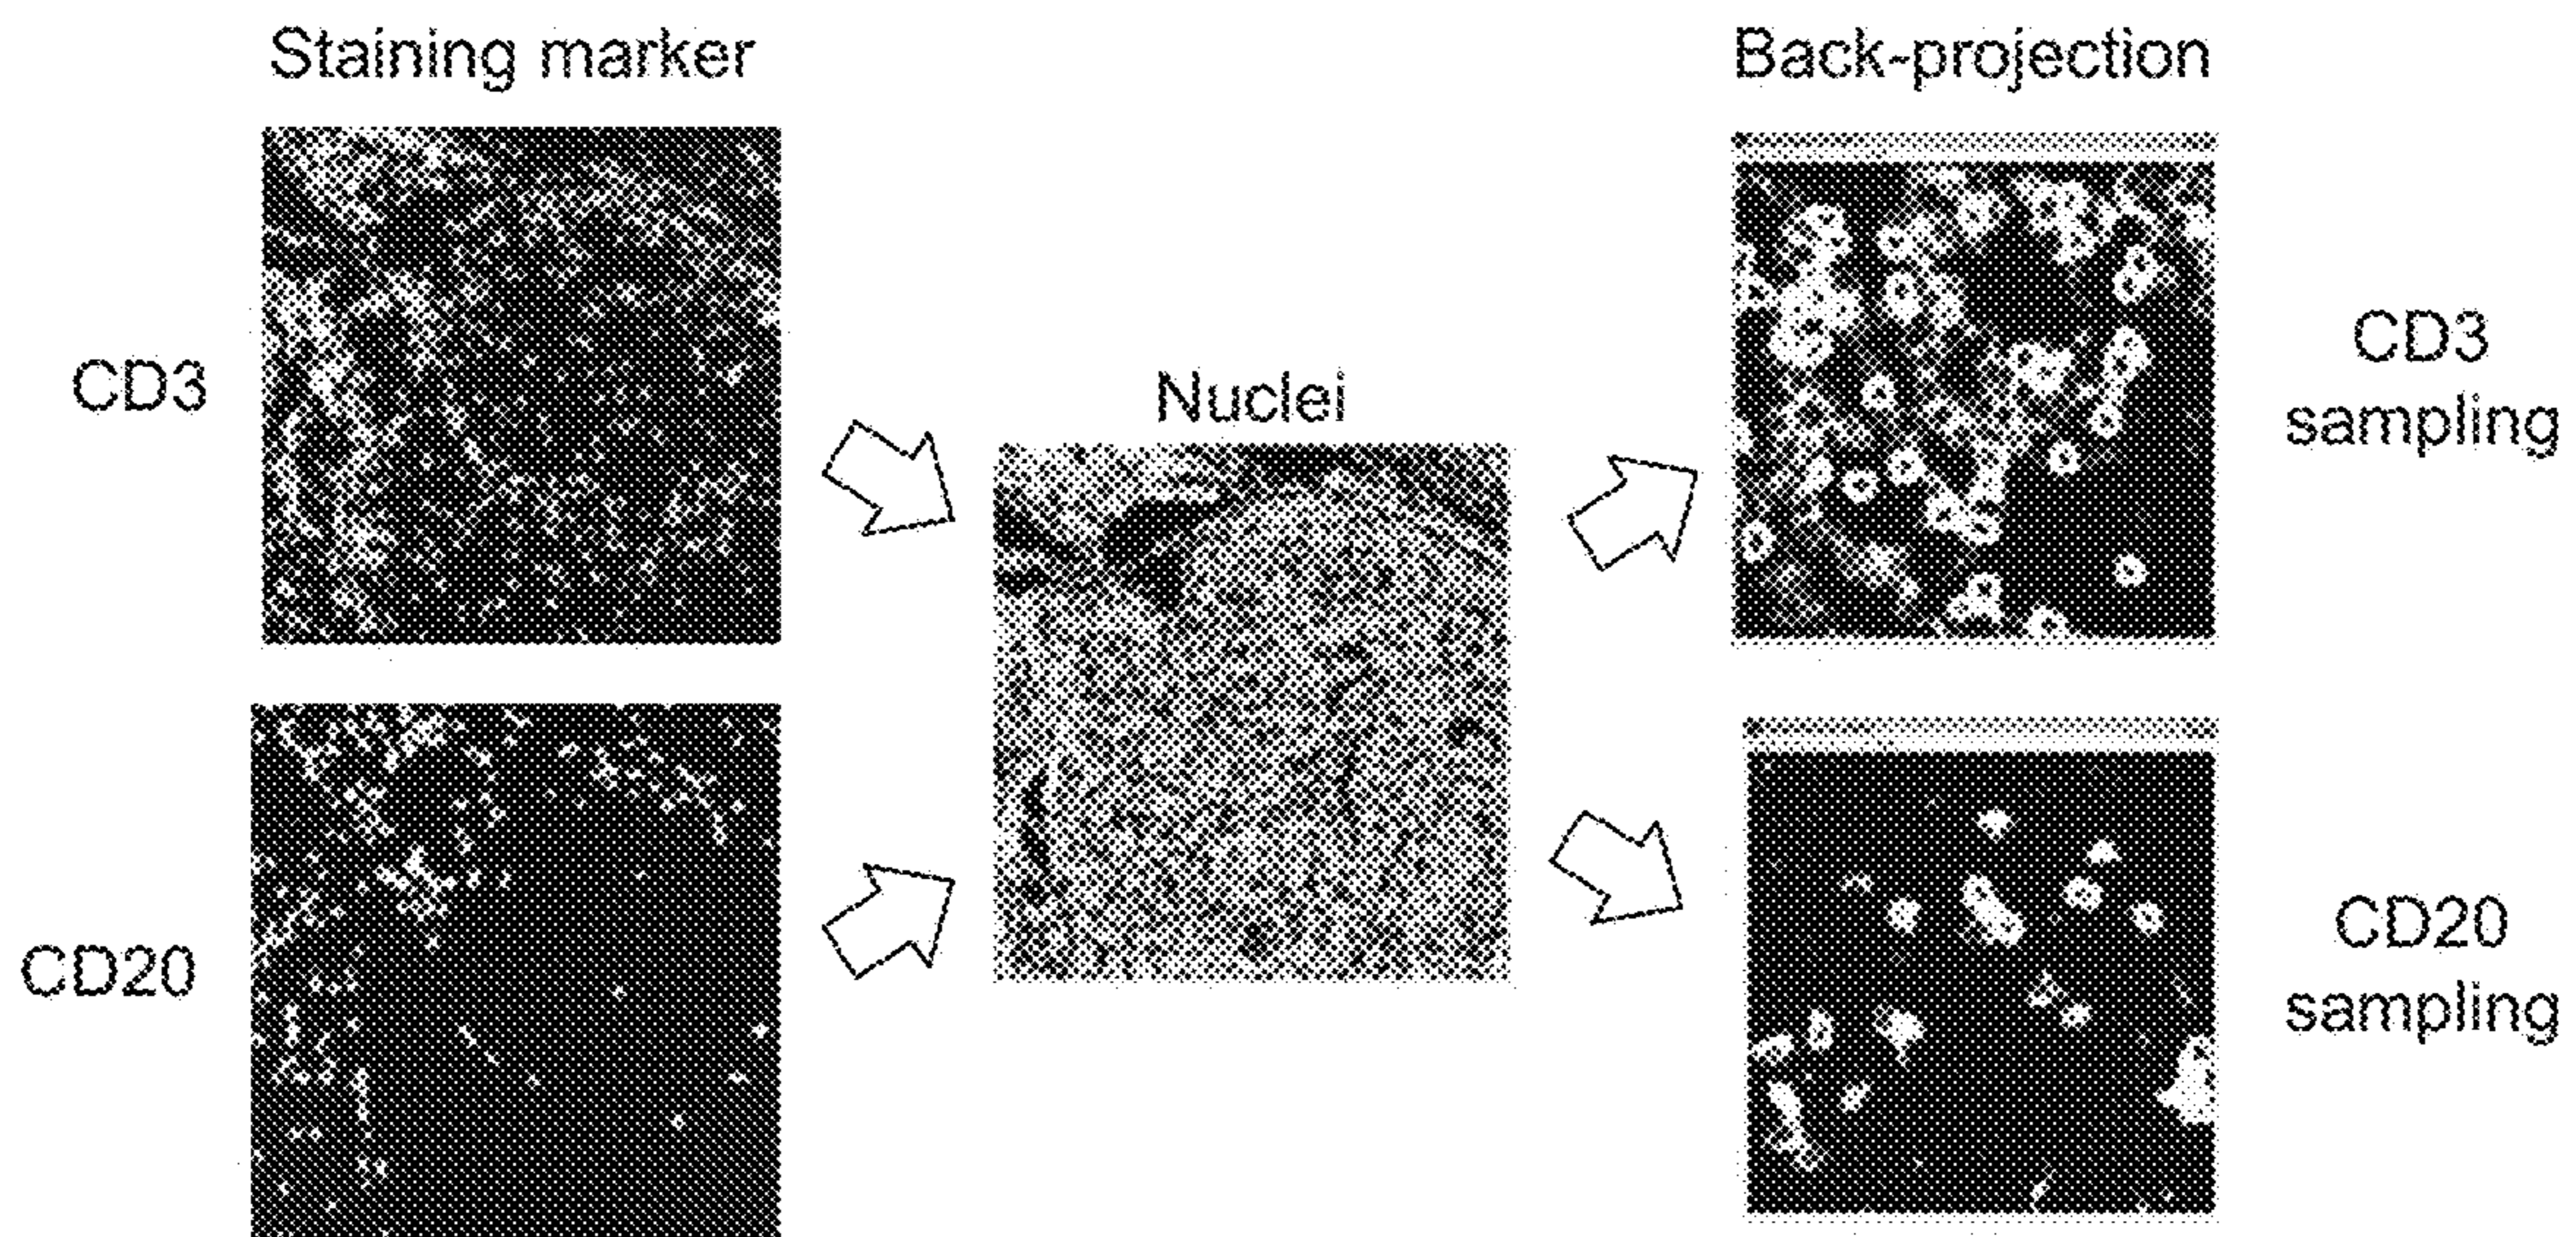 Staining marker
Back-projection
CD3
Nuclei
CD3
sampling
CD20
CD20
sampling